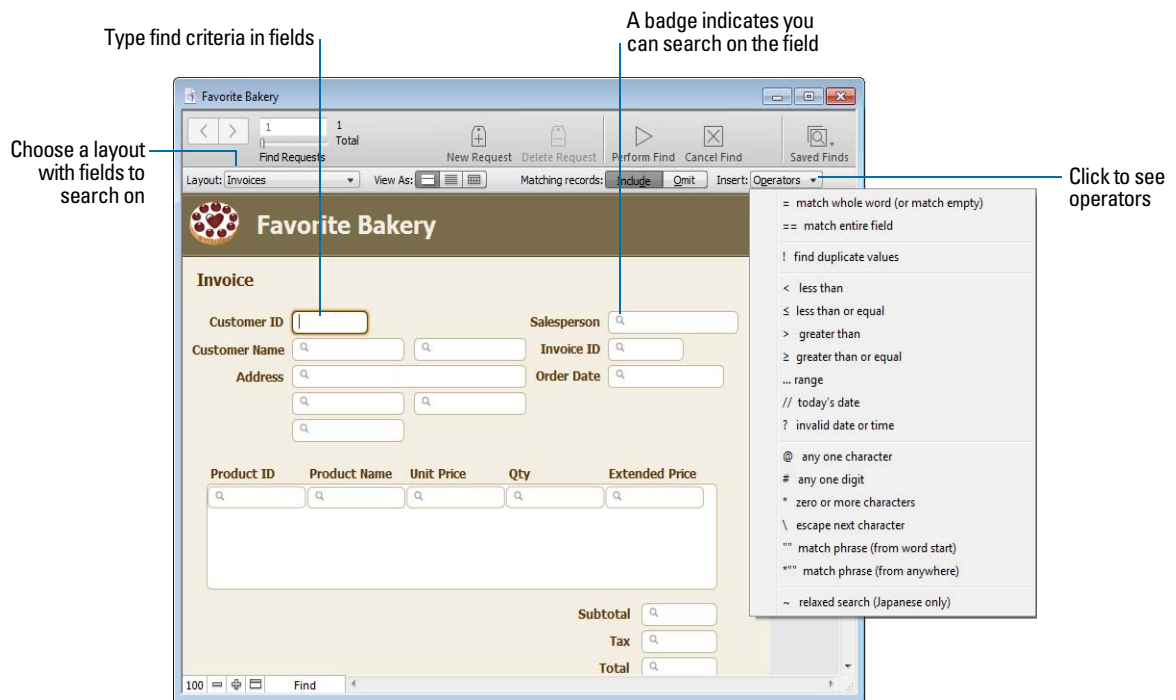 Type find criteria in fields
A badge indicates you
can search on the field
Choose a layout
with fields to
search on
Click to see
operators
Favorite Bakery
1
1
Total
Find Requests
New Request
Delete Request
Perform Find
Cancel Find
Saved Finds
Layout: Invoices
View As:
Matching records:
Include
Omit
Insert: Operators
= match whole word (or match empty)
== match entire field
! find duplicate values
< less than
≤ less than or equal
> greater than
≥ greater than or equal
... range
// today's date
? invalid date or time
@ any one character
# any one digit
* zero or more characters
\ escape next character
"" match phrase (from word start)
*"" match phrase (from anywhere)
~ relaxed search (Japanese only)
Favorite Bakery
Invoice
Customer ID
Salesperson
Customer Name
Invoice ID
Address
Order Date
Product ID
Product Name
Unit Price
Qty
Extended Price
Subtotal
Tax
Total
100
Find